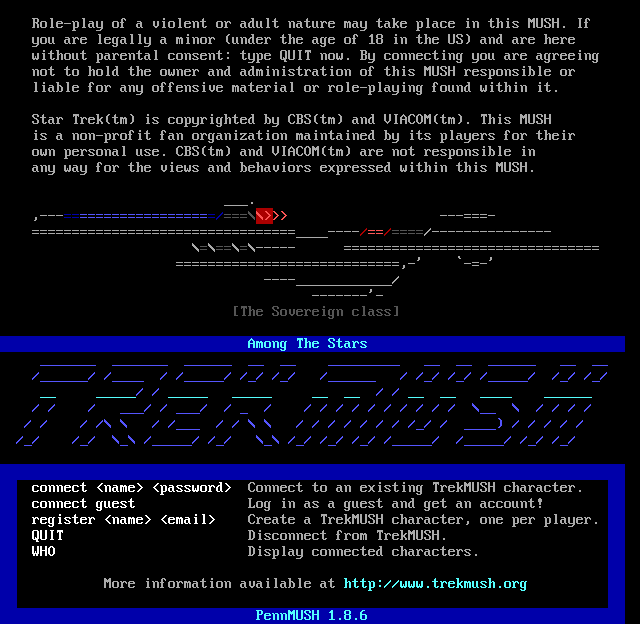 Role-play of a violent or adult nature may take place in this MUSH. If
you are legally a minor (under the age of 18 in the US) and are here
without parental consent: type QUIT now. By connecting you are agreeing
not to hold the owner and administration of this MUSH responsible or
liable for any offensive material or role-playing found within it.
Star Trek(tm) is copyrighted by CBS(tm) and VIACOM(tm). This MUSH
is a non-profit fan organization maintained by its players for their
own personal use. CBS(tm) and VIACOM(tm) are not responsible in
any way for the views and behaviors expressed within this MUSH.
[The Sovereign class]
Among The Stars
TREK MUSH
connect <name> <password> Connect to an existing TrekMUSH character.
connect guest Log in as a guest and get an account!
register <name> <email> Create a TrekMUSH character, one per player.
QUIT Disconnect from TrekMUSH.
WHO Display connected characters.
More information available at http://www.trekmush.org
PennMUSH 1.8.6